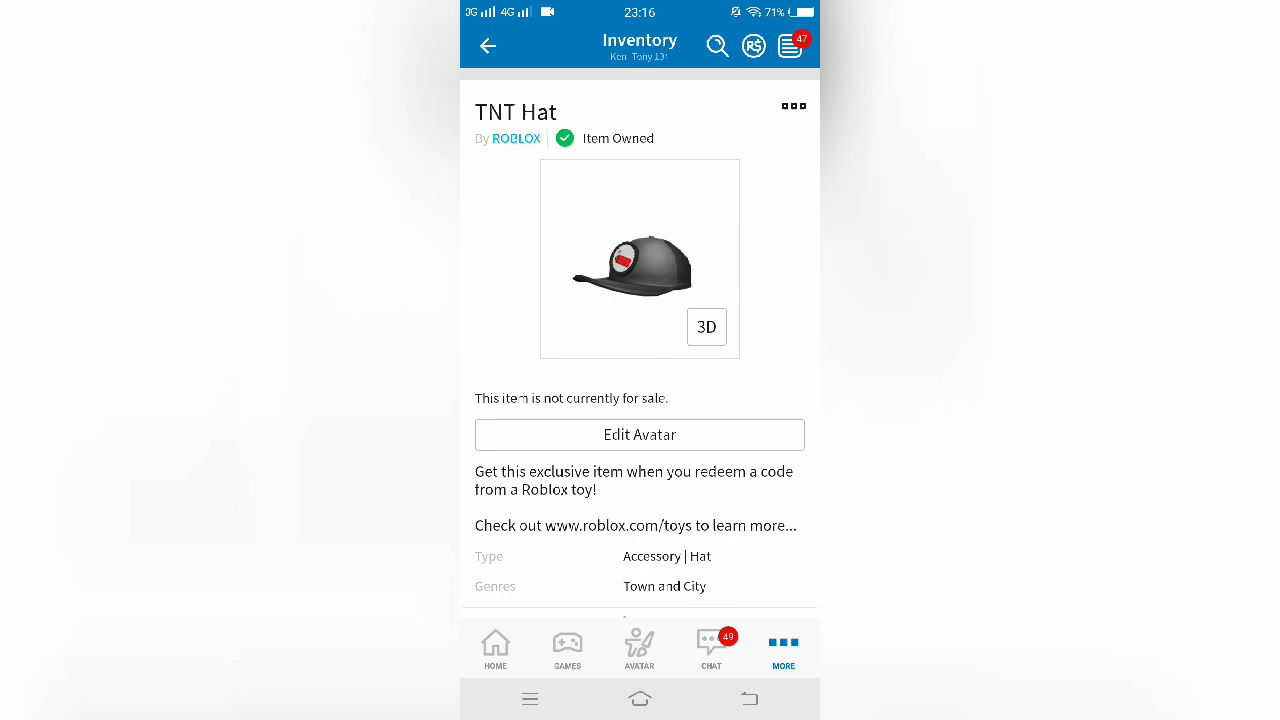 3G 4G 23:16 71%
Inventory
47
TNT Hat
By ROBLOX Item Owned
3D
This item is not currently for sale.
Edit Avatar
Get this exclusive item when you redeem a code
from a Roblox toy!
Check out www.roblox.com/toys to learn more...
Type Accessory | Hat
Genres Town and City
49
HOME GAMES AVATAR CHAT MORE